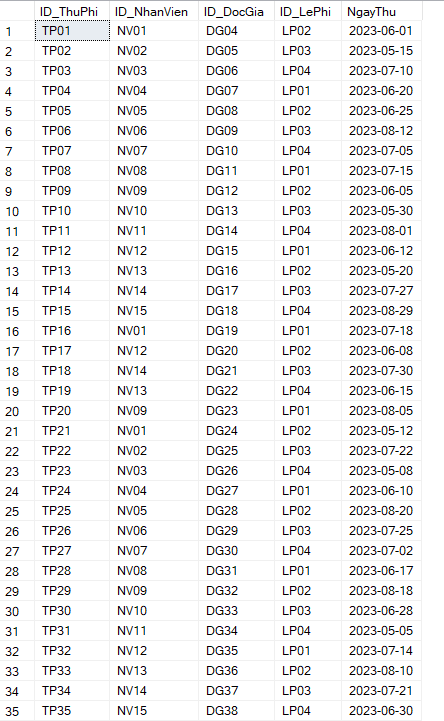 ID_ThuPhi ID_NhanVien ID_DocGia ID_LePhi NgayThu
1 TP01 NV01 DG04 LP02 2023-06-01
2 TP02 NV02 DG05 LP03 2023-05-15
3 TP03 NV03 DG06 LP04 2023-07-10
4 TP04 NV04 DG07 LP01 2023-06-20
5 TP05 NV05 DG08 LP02 2023-06-25
6 TP06 NV06 DG09 LP03 2023-08-12
7 TP07 NV07 DG10 LP04 2023-07-05
8 TP08 NV08 DG11 LP01 2023-07-15
9 TP09 NV09 DG12 LP02 2023-06-05
10 TP10 NV10 DG13 LP03 2023-05-30
11 TP11 NV11 DG14 LP04 2023-08-01
12 TP12 NV12 DG15 LP01 2023-06-12
13 TP13 NV13 DG16 LP02 2023-05-20
14 TP14 NV14 DG17 LP03 2023-07-27
15 TP15 NV15 DG18 LP04 2023-08-29
16 TP16 NV01 DG19 LP01 2023-07-18
17 TP17 NV12 DG20 LP02 2023-06-08
18 TP18 NV14 DG21 LP03 2023-07-30
19 TP19 NV13 DG22 LP04 2023-06-15
20 TP20 NV09 DG23 LP01 2023-08-05
21 TP21 NV01 DG24 LP02 2023-05-12
22 TP22 NV02 DG25 LP03 2023-07-22
23 TP23 NV03 DG26 LP04 2023-05-08
24 TP24 NV04 DG27 LP01 2023-06-10
25 TP25 NV05 DG28 LP02 2023-08-20
26 TP26 NV06 DG29 LP03 2023-07-25
27 TP27 NV07 DG30 LP04 2023-07-02
28 TP28 NV08 DG31 LP01 2023-06-17
29 TP29 NV09 DG32 LP02 2023-08-18
30 TP30 NV10 DG33 LP03 2023-06-28
31 TP31 NV11 DG34 LP04 2023-05-05
32 TP32 NV12 DG35 LP01 2023-07-14
33 TP33 NV13 DG36 LP02 2023-08-10
34 TP34 NV14 DG37 LP03 2023-07-21
35 TP35 NV15 DG38 LP04 2023-06-30